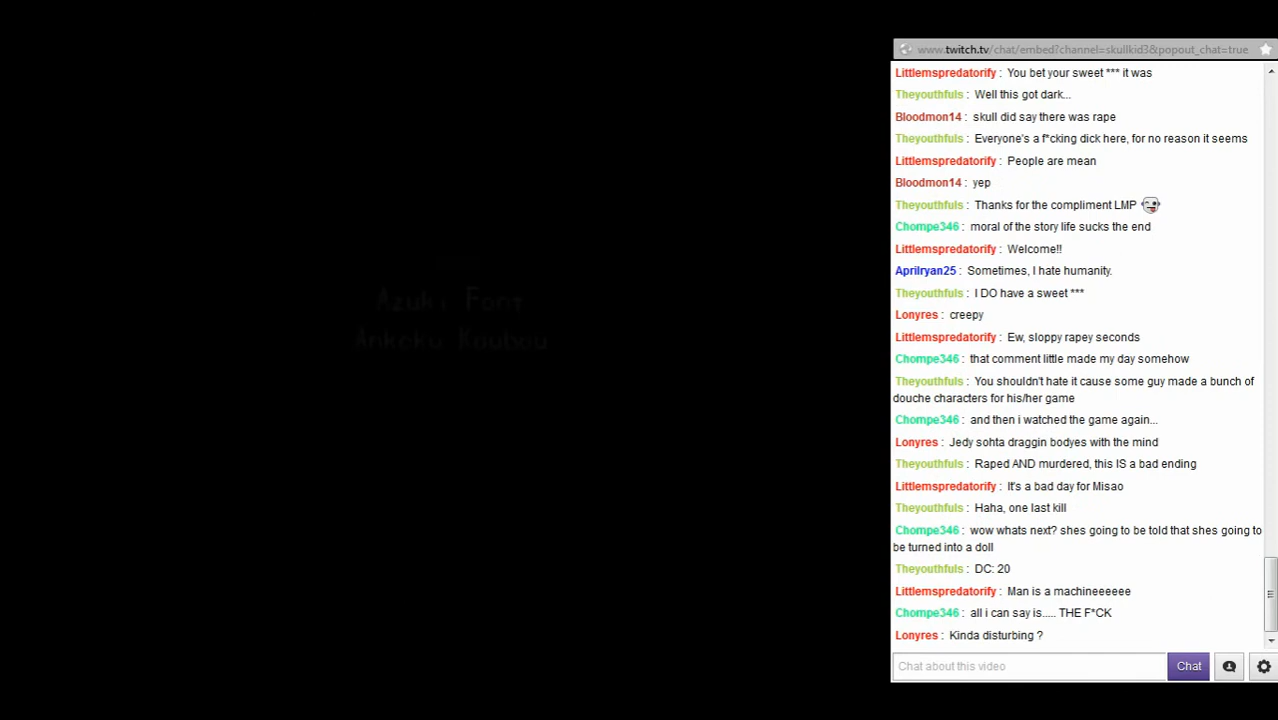 Azuki Font
www.twitch.tv/chat/embed?channel=skullkid3&popout_chat=true
Littlemspredatorify : You bet your sweet *** it was
Theyouthfuls : Well this got dark...
Bloodmon14 : skull did say there was rape
Theyouthfuls : Everyone's a f*cking dick here, for no reason it seems
Littlemspredatorify : People are mean
Bloodmon14 : yep
Theyouthfuls : Thanks for the compliment LMP
Chompe346 : moral of the story life sucks the end
Littlemspredatorify : Welcome!!
Aprilryan25 : Sometimes, I hate humanity.
Theyouthfuls : I DO have a sweet ***
Lonyres : creepy
Littlemspredatorify : Ew, sloppy rapey seconds
Chompe346 : that comment little made my day somehow
Theyouthfuls : You shouldn't hate it cause some guy made a bunch of
douche characters for his/her game
Chompe346 : and then i watched the game again...
Lonyres : Jedy sohta draggin bodyes with the mind
Theyouthfuls : Raped AND murdered, this IS a bad ending
Littlemspredatorify : It's a bad day for Misao
Theyouthfuls : Haha, one last kill
Chompe346 : wow whats next? shes going to be told that shes going to
be turned into a doll
Theyouthfuls : DC: 20
Littlemspredatorify : Man is a machineeeeee
Chompe346 : all i can say is..... THE F*CK
Lonyres : Kinda disturbing ?
Chat about this video
Chat